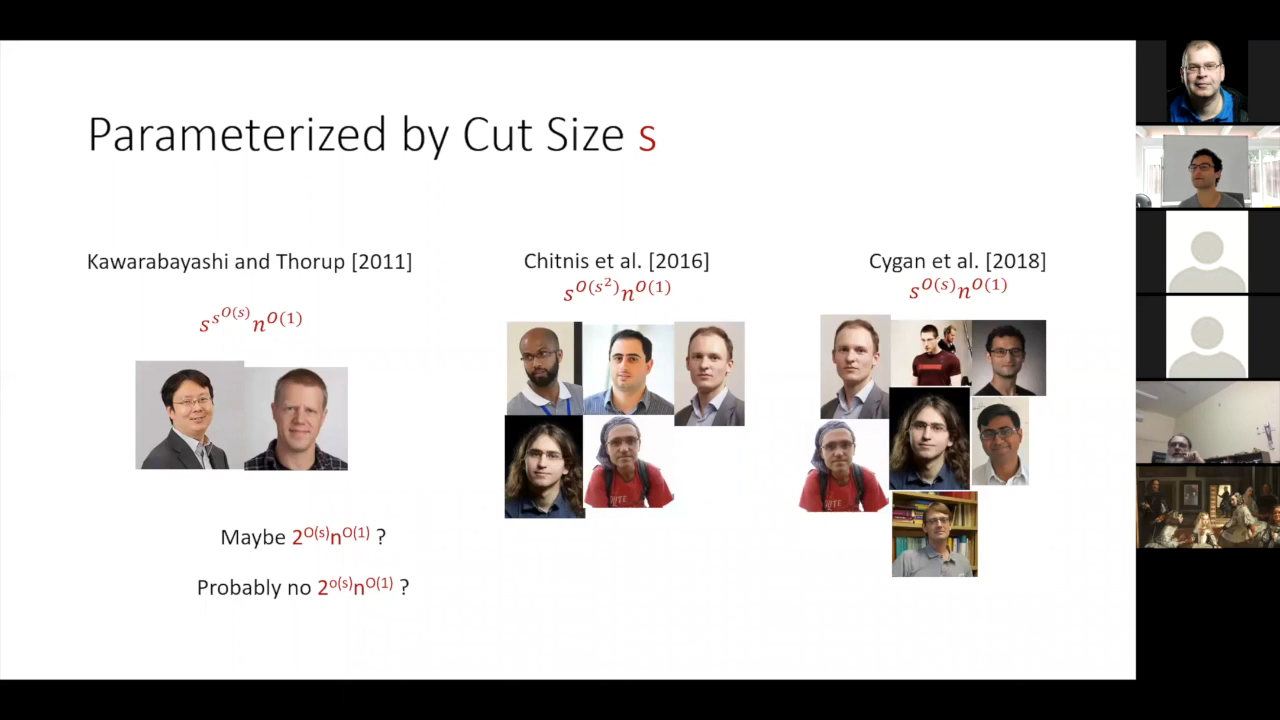 Parameterized by Cut Size s
Kawarabayashi and Thorup [2011]
s^{s^{O(s)}}n^{O(1)}
Chitnis et al. [2016]
s^{O(s^2)}n^{O(1)}
Cygan et al. [2018]
s^{O(s)}n^{O(1)}
Maybe 2^{O(s)}n^{O(1)} ?
Probably no 2^{o(s)}n^{O(1)} ?